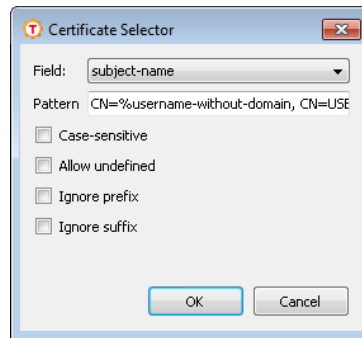 T Certificate Selector
Field: subject-name
Pattern CN=%username-without-domain, CN=USE
Case-sensitive
Allow undefined
Ignore prefix
Ignore suffix
OK Cancel